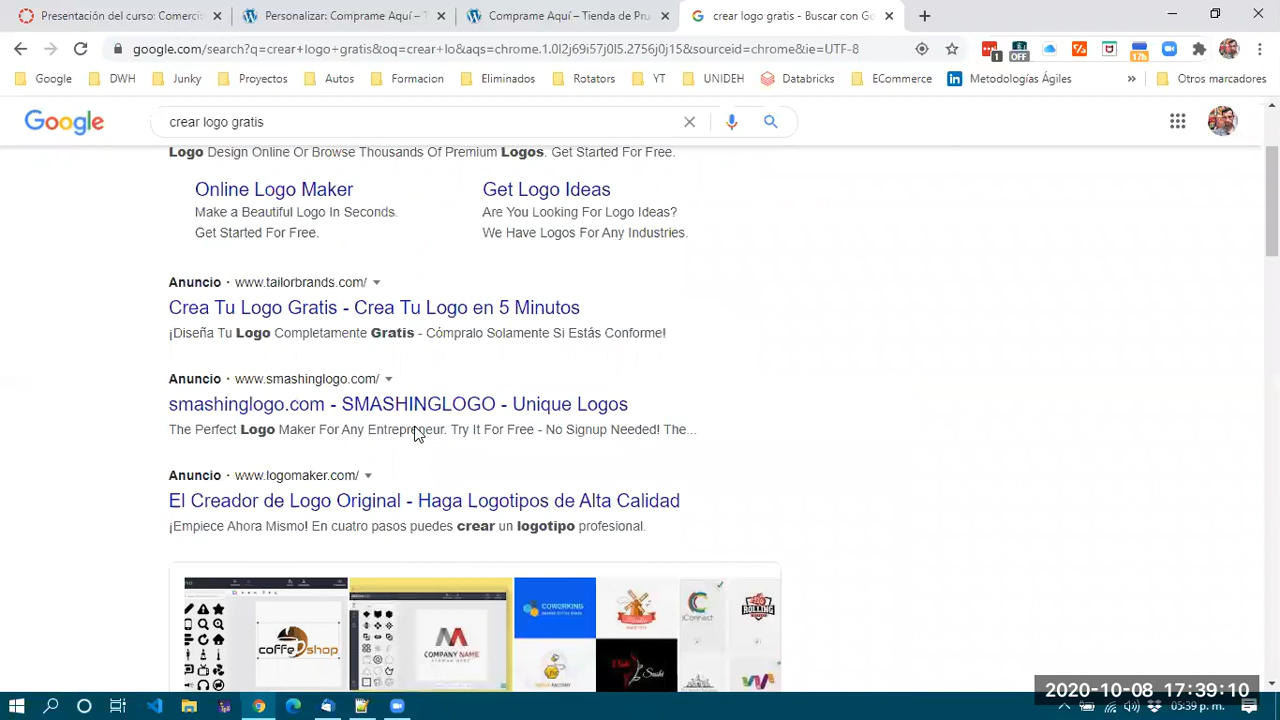 Presentación del curso: Comerci
Personalizar: Comprame Aquí – T
Comprame Aquí – Tienda de Pru
crear logo gratis - Buscar con Go
google.com/search?q=crear+logo+gratis&oq=crear+lo&aqs=chrome.1.0l2j69i57j0l5.2756j0j15&sourceid=chrome&ie=UTF-8
1
OFF
17h
Google
DWH
Junky
Proyectos
Autos
Formacion
Eliminados
Rotators
YT
UNIDEH
Databricks
ECommerce
Metodologías Ágiles
»
Otros marcadores
Google
crear logo gratis
Logo Design Online Or Browse Thousands Of Premium Logos. Get Started For Free.
Online Logo Maker
Make a Beautiful Logo In Seconds.
Get Started For Free.
Get Logo Ideas
Are You Looking For Logo Ideas?
We Have Logos For Any Industries.
Anuncio · www.tailorbrands.com/
Crea Tu Logo Gratis - Crea Tu Logo en 5 Minutos
¡Diseña Tu Logo Completamente Gratis - Cómpralo Solamente Si Estás Conforme!
Anuncio · www.smashinglogo.com/
smashinglogo.com - SMASHINGLOGO - Unique Logos
The Perfect Logo Maker For Any Entrepreneur. Try It For Free - No Signup Needed! The...
Anuncio · www.logomaker.com/
El Creador de Logo Original - Haga Logotipos de Alta Calidad
¡Empiece Ahora Mismo! En cuatro pasos puedes crear un logotipo profesional.
coffee shop
COMPANY NAME
COWORKING
iConnect
ROLLING
Sushi
2020-10-08 17:39:10
05:39 p. m.